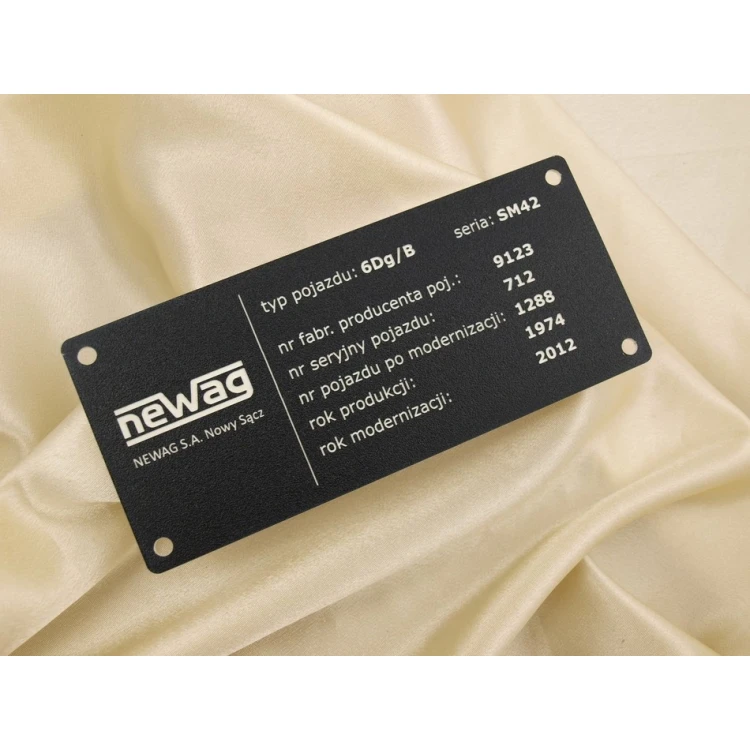 newag
NEWAG S.A. Nowy Sącz
typ pojazdu: 6Dg/B seria: SM42
nr fabr. producenta poj.: 9123
nr seryjny pojazdu: 712
nr pojazdu po modernizacji: 1288
rok produkcji: 1974
rok modernizacji: 2012